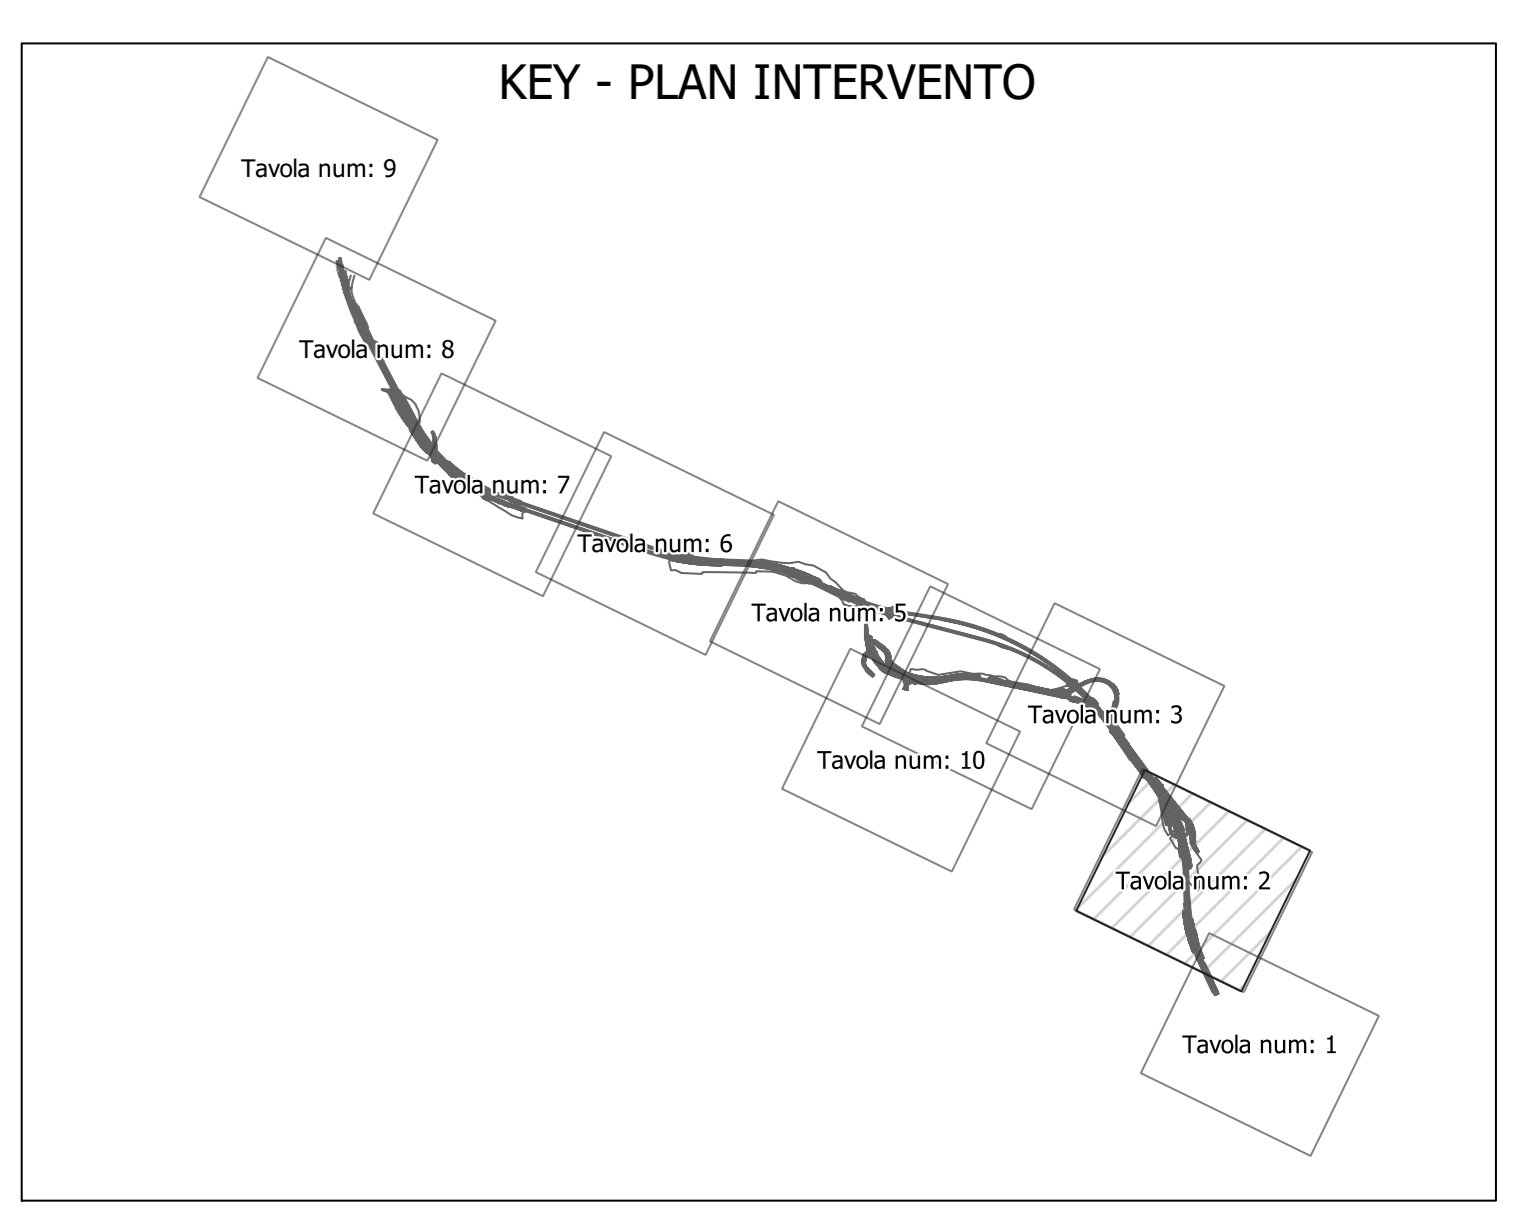 KEY - PLAN INTERVENTO
Tavola num: 9
Tavola num: 8
Tavola num: 7
Tavola num: 6
Tavola num: 5
Tavola num: 3
Tavola num: 10
Tavola num: 2
Tavola num: 1